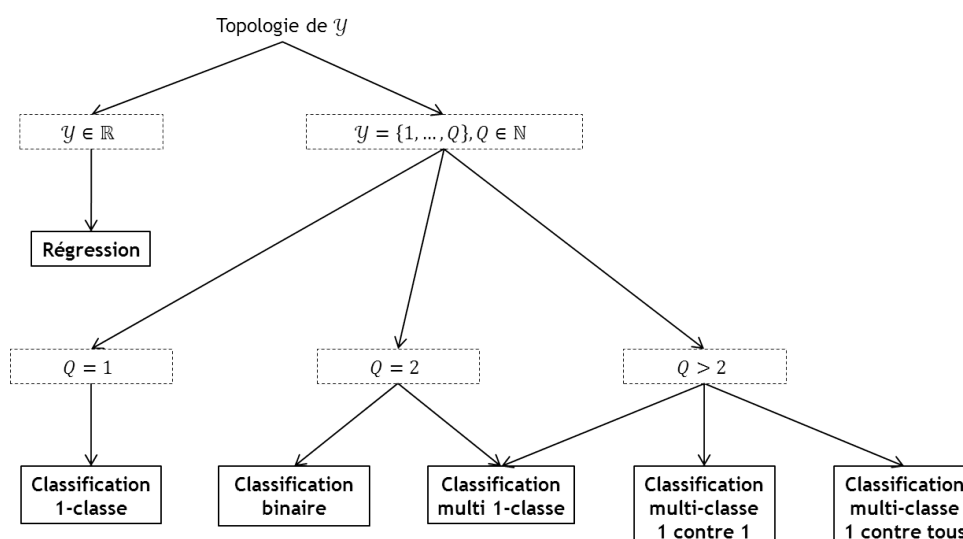 Topologie de 𝒴
𝒴 ∈ ℝ
𝒴 = {1, … , Q}, Q ∈ ℕ
Régression
Q = 1
Q = 2
Q > 2
Classification
1-classe
Classification
binaire
Classification
multi 1-classe
Classification
multi-classe
1 contre 1
Classification
multi-classe
1 contre tous